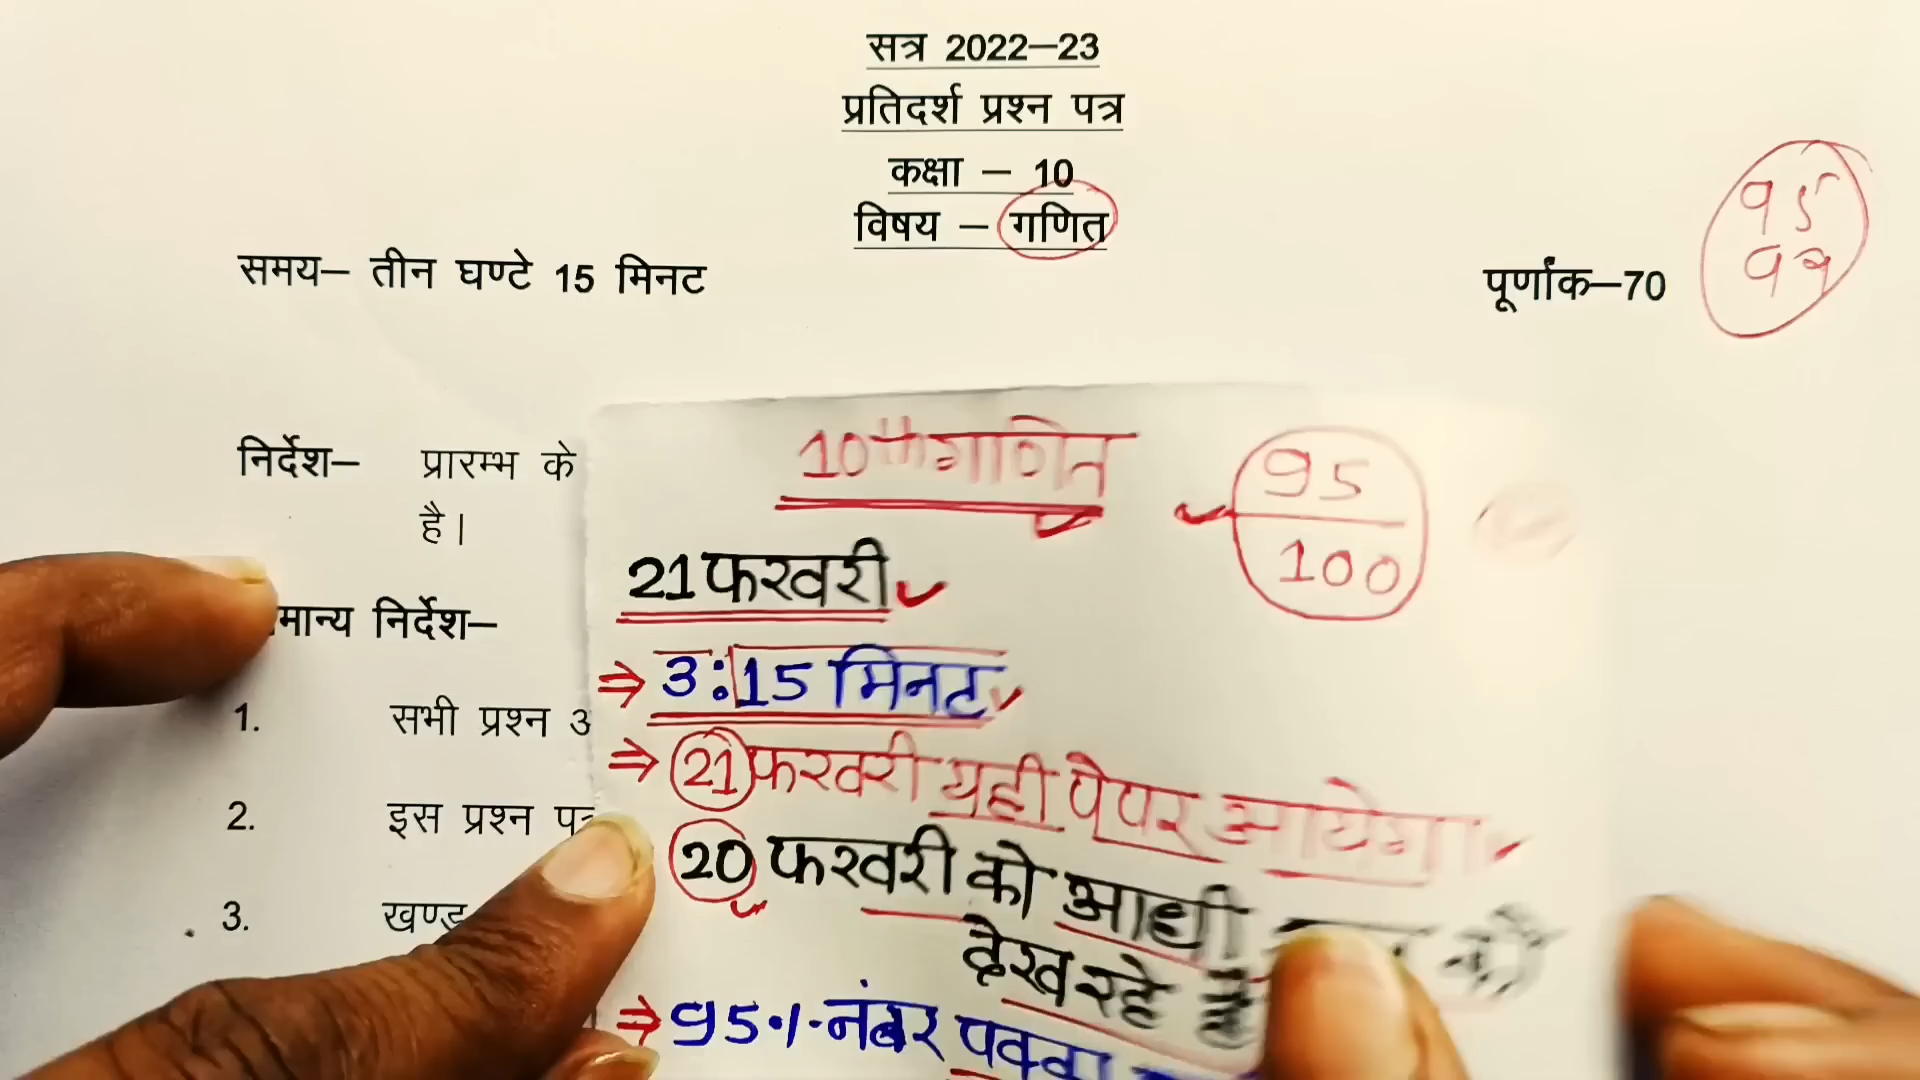 सत्र 2022–23
प्रतिदर्श प्रश्न पत्र
कक्षा – 10
विषय – गणित
समय– तीन घण्टे 15 मिनट
पूर्णांक–70
95
निर्देश– प्रारम्भ के
है।
मान्य निर्देश–
1. सभी प्रश्न अ
2. इस प्रश्न पत्र
3. खण्ड
10th गणित
95
100
21 फरवरी
⇒ 3:15 मिनट
⇒ 21 फरवरी यही पेपर आयेगा
20 फरवरी को आधी
देख रहे है
⇒ 95% नंबर पक्का